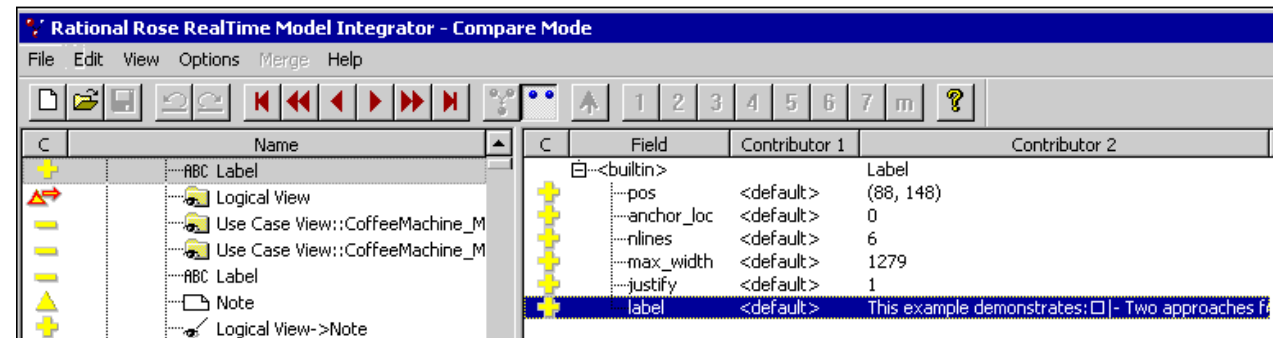 Rational Rose RealTime Model Integrator - Compare Mode
File Edit View Options Merge Help
1 2 3 4 5 6 7 m ?
C Name C Field Contributor 1 Contributor 2
ABC Label <builtin> Label
Logical View pos <default> (88, 148)
Use Case View::CoffeeMachine_M anchor_loc <default> 0
Use Case View::CoffeeMachine_M nlines <default> 6
ABC Label max_width <default> 1279
Note justify <default> 1
Logical View->Note label <default> This example demonstrates:□|- Two approaches f